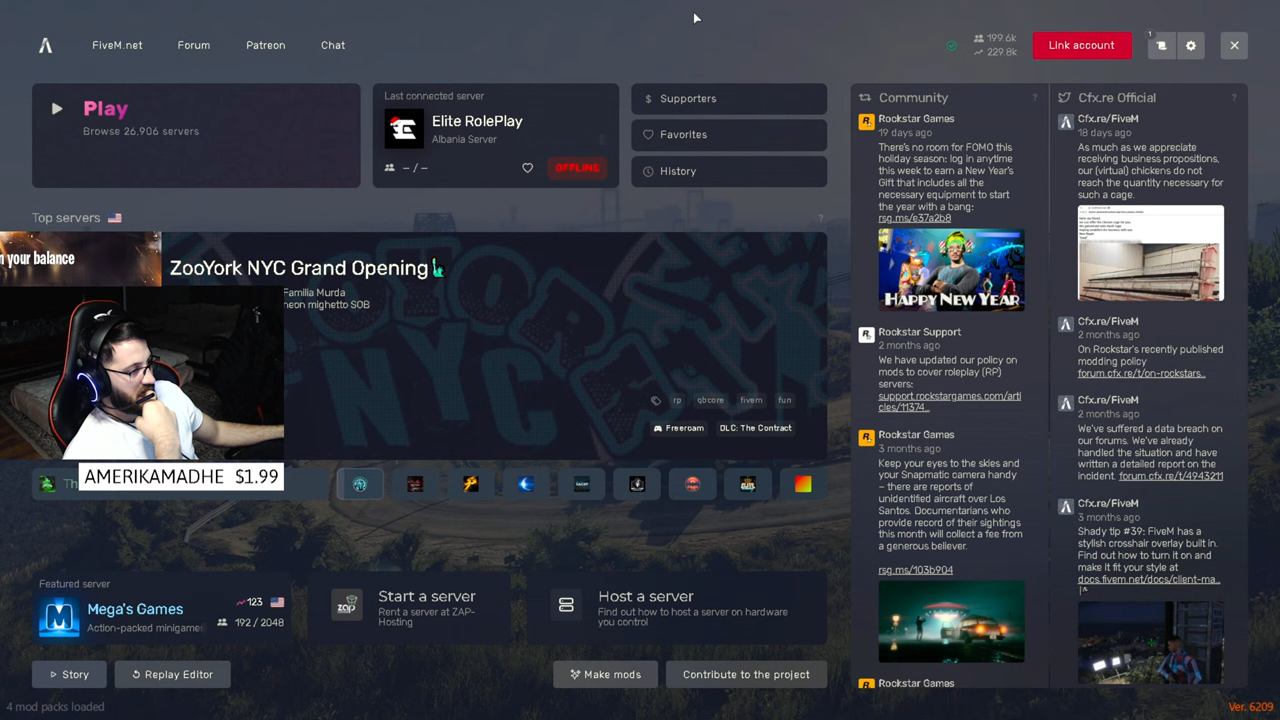 FiveM.net
Forum
Patreon
Chat
199.6k
229.8k
Link account
1
Play
Browse 26,906 servers
Last connected server
Elite RolePlay
Albania Server
– / –
OFFLINE
$ Supporters
Favorites
History
Top servers
n your balance
ZooYork NYC Grand Opening
Familia Murda
neon mighetto SOB
rp
qbcore
fivem
fun
Freeroam
DLC: The Contract
Th
AMERIKAMADHE $1.99
Featured server
Mega's Games
Action-packed minigame
123
192 / 2048
Start a server
Rent a server at ZAP-
Hosting
Host a server
Find out how to host a server on hardware
you control
Story
Replay Editor
Make mods
Contribute to the project
4 mod packs loaded
Ver. 6209
Community ?
Rockstar Games
19 days ago
There's no room for FOMO this
holiday season: log in anytime
this week to earn a New Year's
Gift that includes all the
necessary equipment to start
the year with a bang:
rsg.ms/e37a2b8
HAPPY NEW YEAR
Rockstar Support
2 months ago
We have updated our policy on
mods to cover roleplay (RP)
servers:
support.rockstargames.com/arti
cles/11374…
Rockstar Games
3 months ago
Keep your eyes to the skies and
your Snapmatic camera handy
– there are reports of
unidentified aircraft over Los
Santos. Documentarians who
provide record of their sightings
this month will collect a fee from
a generous believer.
rsg.ms/103b904
Rockstar Games
Cfx.re Official ?
Cfx.re/FiveM
18 days ago
As much as we appreciate
receiving business propositions,
our (virtual) chickens do not
reach the quantity necessary for
such a cage.
Cfx.re/FiveM
2 months ago
On Rockstar's recently published
modding policy
forum.cfx.re/t/on-rockstars…
Cfx.re/FiveM
2 months ago
We've suffered a data breach on
our forums. We've already
handled the situation and have
written a detailed report on the
incident. forum.cfx.re/t/4943211
Cfx.re/FiveM
3 months ago
Shady tip #39: FiveM has a
stylish crosshair overlay built in.
Find out how to turn it on and
make it fit your style at
docs.fivem.net/docs/client-ma…